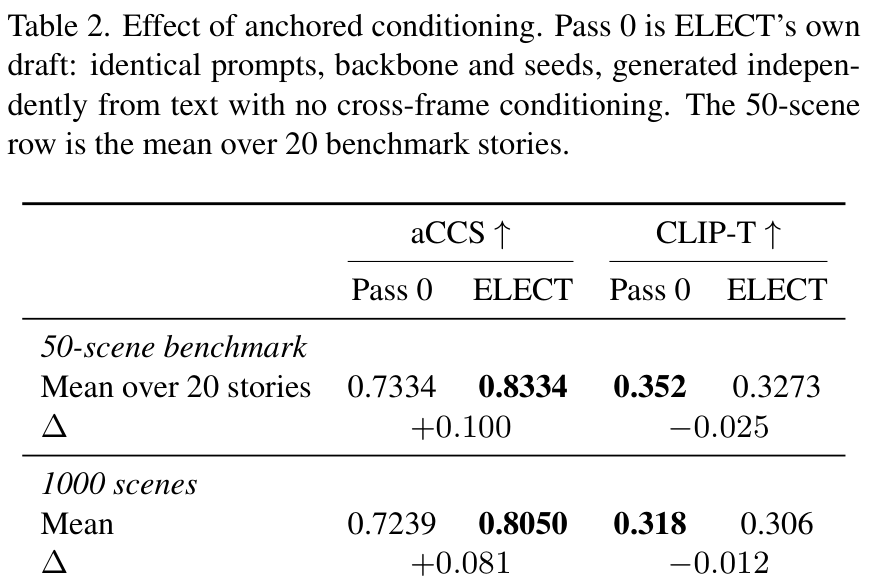 Table 2. Effect of anchored conditioning. Pass 0 is ELECT's own
draft: identical prompts, backbone and seeds, generated indepen-
dently from text with no cross-frame conditioning. The 50-scene
row is the mean over 20 benchmark stories.
aCCS ↑ CLIP-T ↑
Pass 0 ELECT Pass 0 ELECT
50-scene benchmark
Mean over 20 stories 0.7334 0.8334 0.352 0.3273
Δ +0.100 −0.025
1000 scenes
Mean 0.7239 0.8050 0.318 0.306
Δ +0.081 −0.012